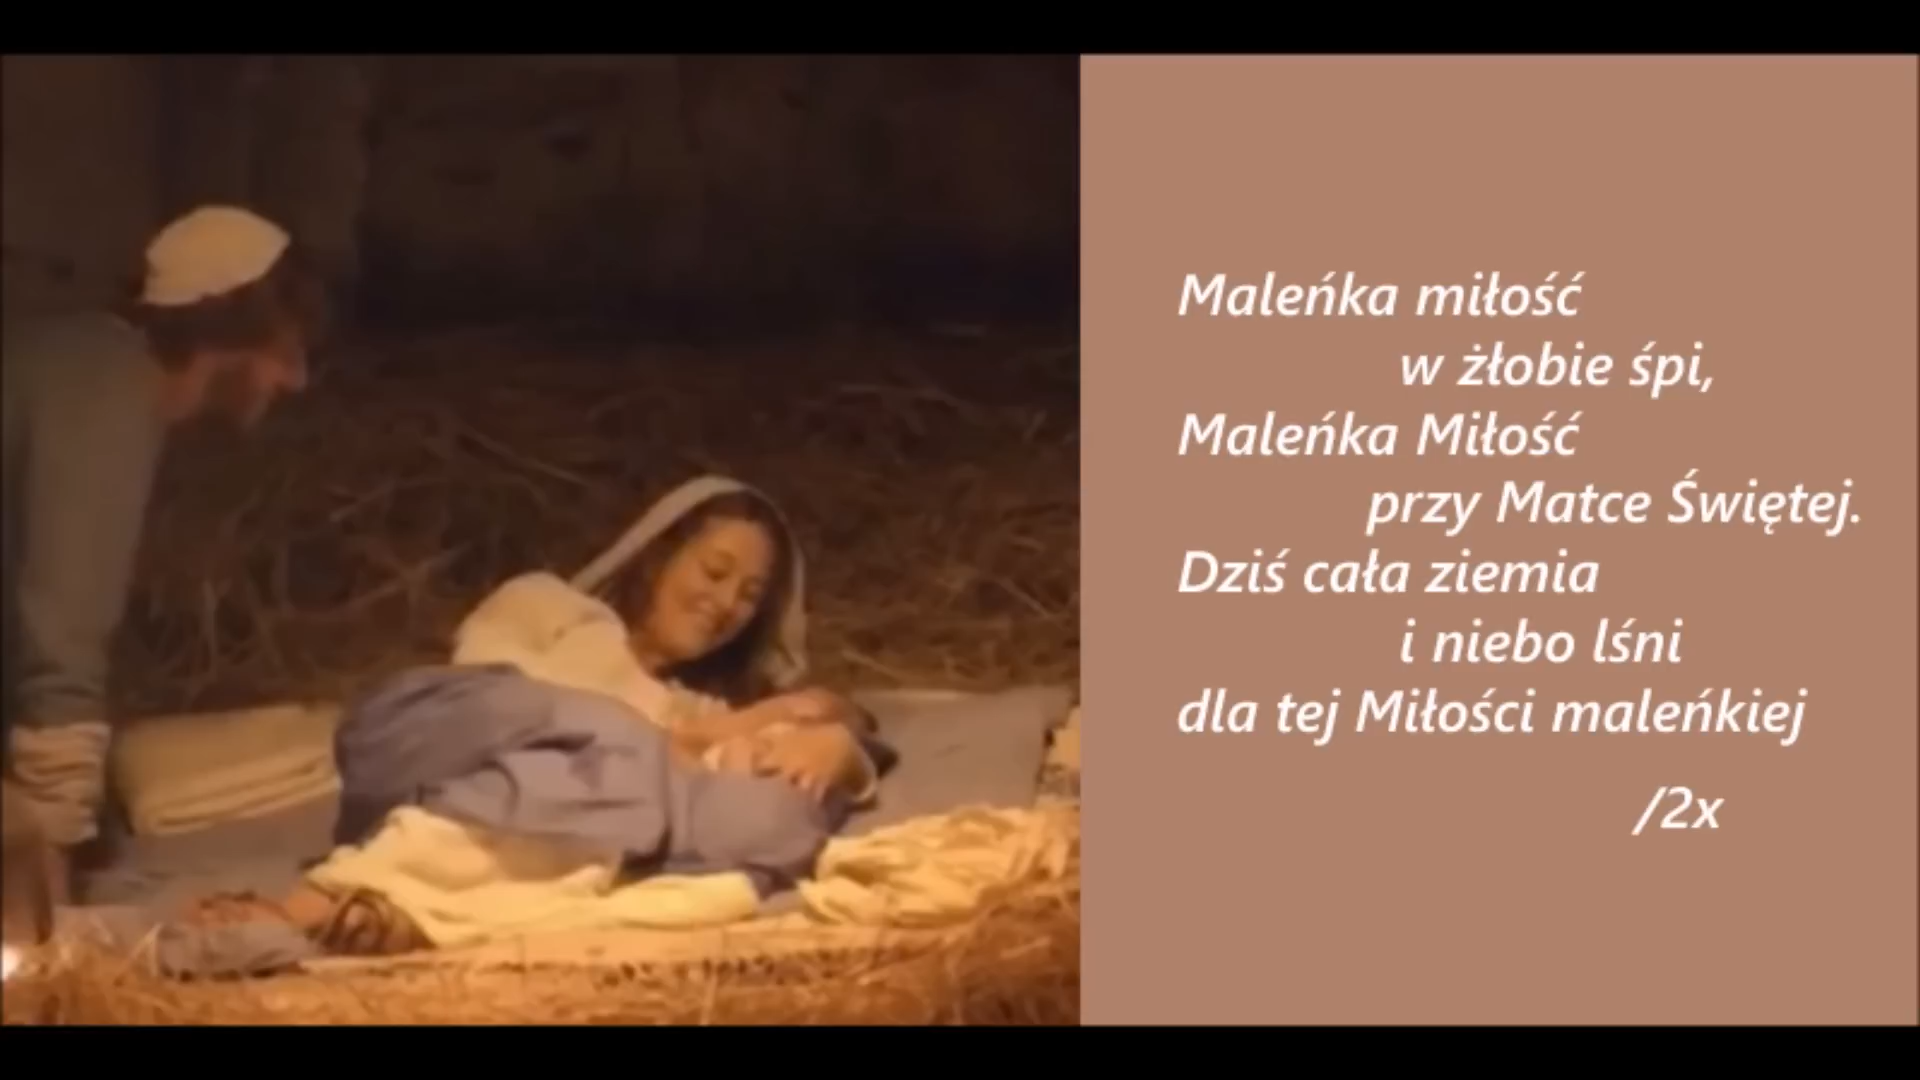 Maleńka miłość
w żłobie śpi,
Maleńka Miłość
przy Matce Świętej.
Dziś cała ziemia
i niebo lśni
dla tej Miłości maleńkiej
/2x